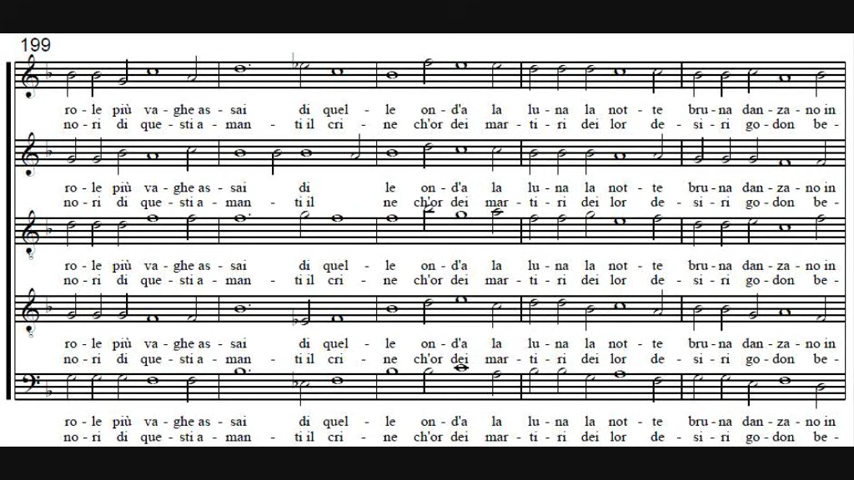 199
ro - le più va - ghe as - sai di quel - le on - d'a la lu - na la not - te bru - na dan - za - no in
no - ri di que - sti a - man - ti il cri - ne ch'or dei mar - ti - ri dei lor de - si - ri go - don be -
ro - le più va - ghe as - sai di le on - d'a la lu - na la not - te bru - na dan - za - no in
no - ri di que - sti a - man - ti il ne ch'or dei mar - ti - ri dei lor de - si - ri go - don be -
ro - le più va - ghe as - sai di quel - le on - d'a la lu - na la not - te bru - na dan - za - no in
no - ri di que - sti a - man - ti il cri - ne ch'or dei mar - ti - ri dei lor de - si - ri go - don be -
ro - le più va - ghe as - sai di quel - le on - d'a la lu - na la not - te bru - na dan - za - no in
no - ri di que - sti a - man - ti il cri - ne ch'or dei mar - ti - ri dei lor de - si - ri go - don be -
ro - le più va - ghe as - sai di quel - le on - d'a la lu - na la not - te bru - na dan - za - no in
no - ri di que - sti a - man - ti il cri - ne ch'or dei mar - ti - ri dei lor de - si - ri go - don be -